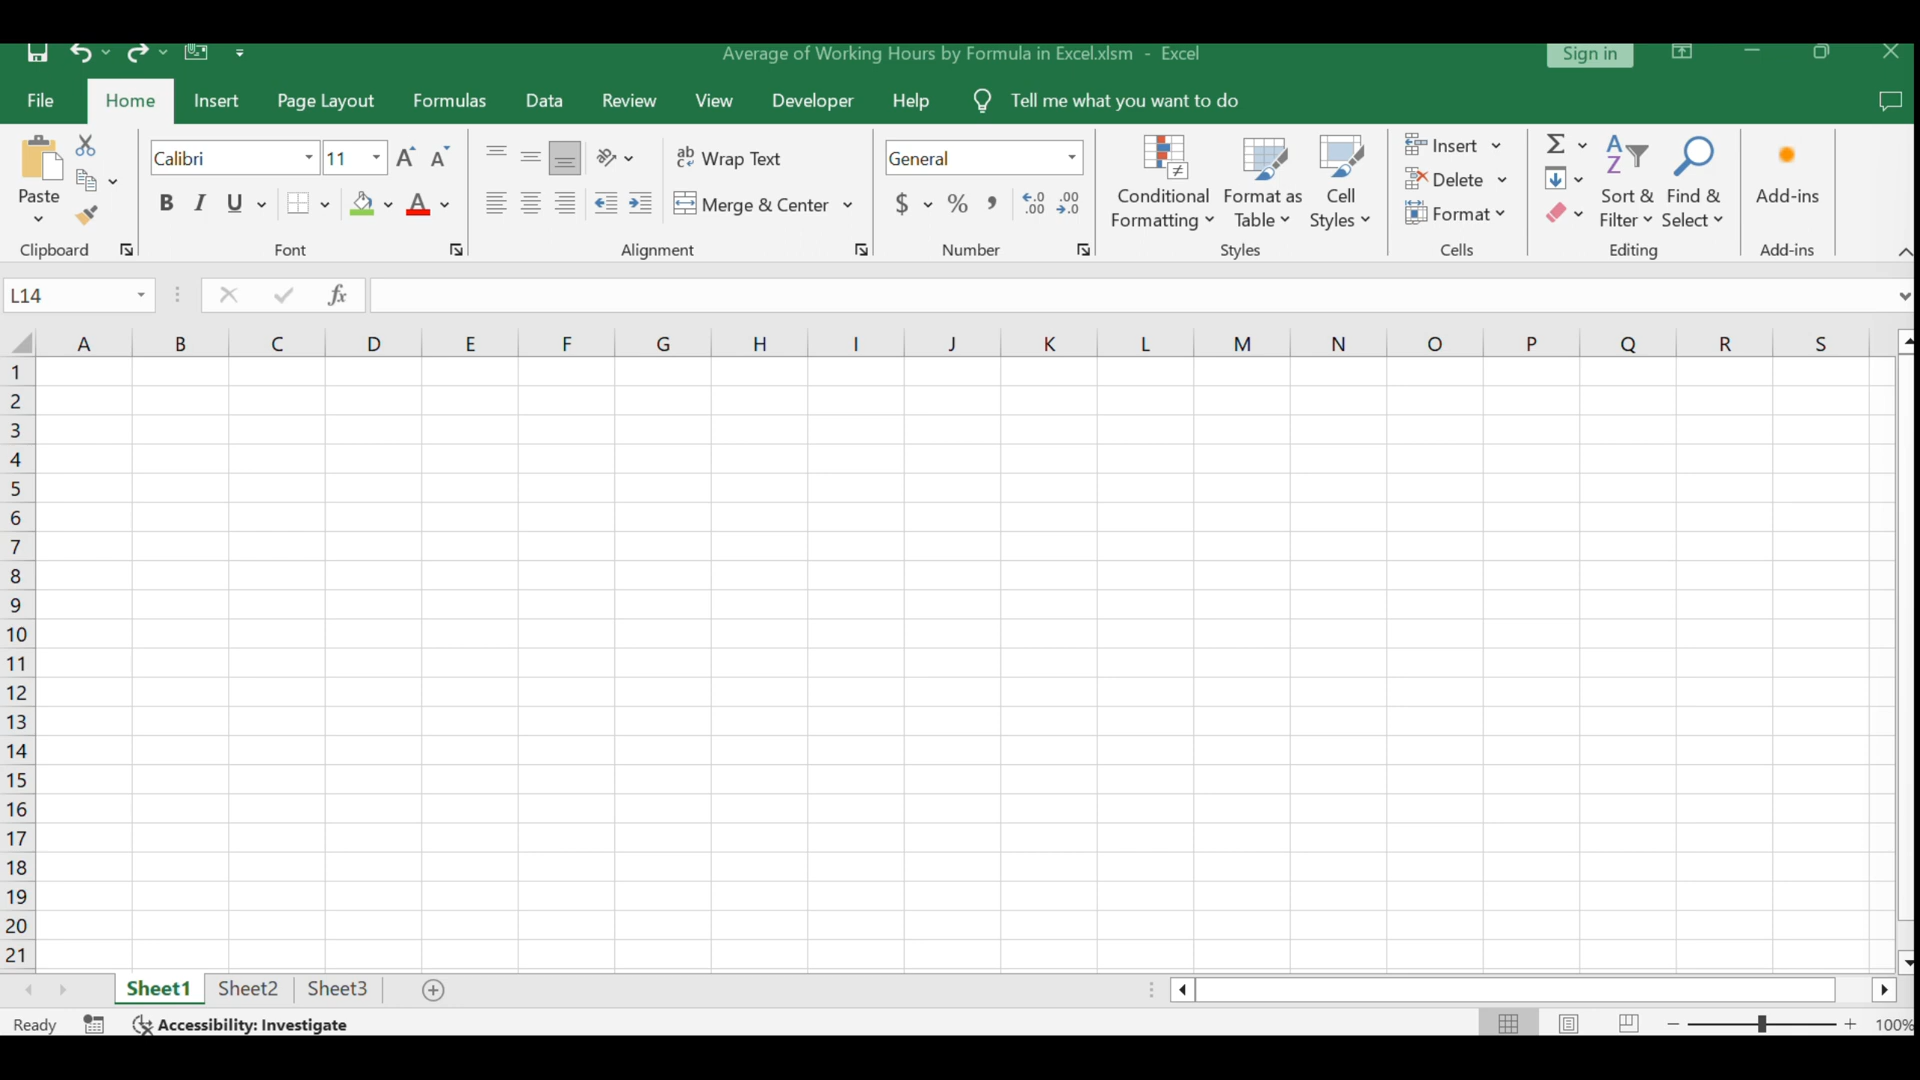 Average of Working Hours by Formula in Excel.xlsm - Excel
Sign in
File Home Insert Page Layout Formulas Data Review View Developer Help Tell me what you want to do
Paste
Clipboard
Calibri 11
B I U A
Font
Wrap Text
Merge & Center
Alignment
General
$ % ,
Number
Conditional Formatting
Format as Table
Cell Styles
Styles
Insert
Delete
Format
Cells
Sort & Filter
Find & Select
Editing
Add-ins
Add-ins
L14 fx
A B C D E F G H I J K L M N O P Q R S
1
2
3
4
5
6
7
8
9
10
11
12
13
14
15
16
17
18
19
20
21
Sheet1 Sheet2 Sheet3
Ready Accessibility: Investigate 100%